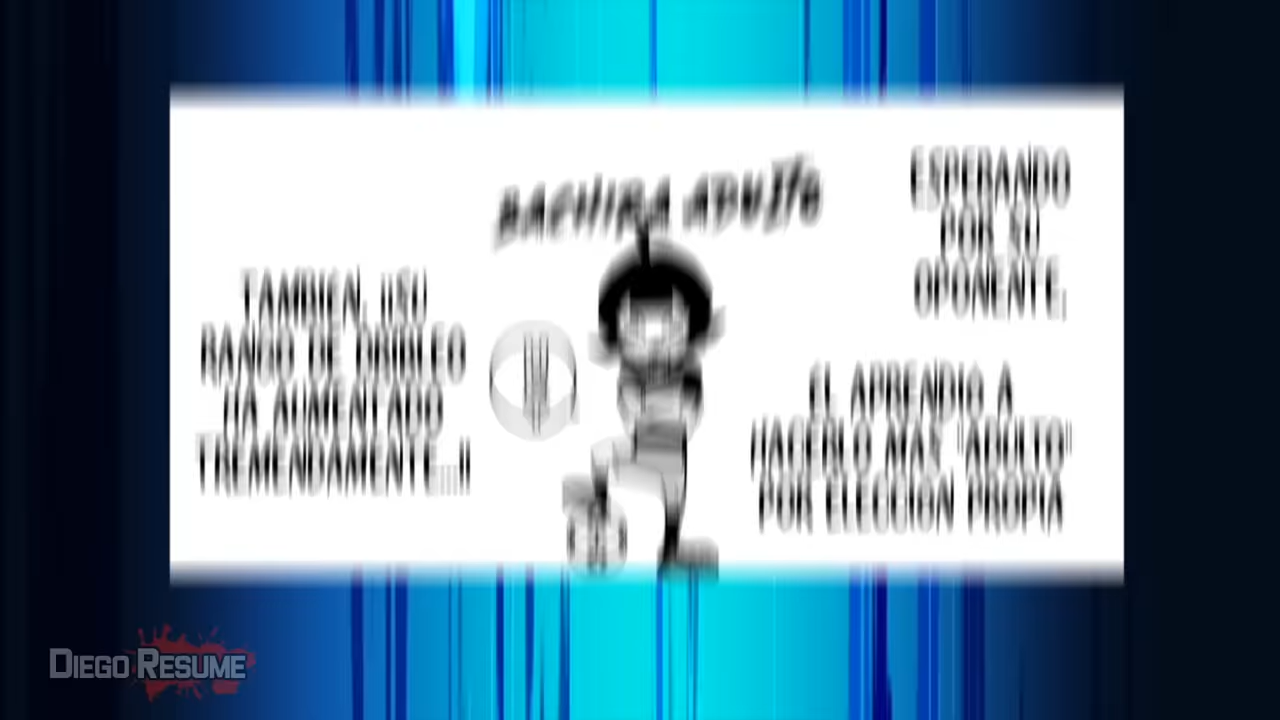 BACHIRA ADULTO
ESPERANDO
POR SU
OPONENTE,
TAMBIEN, ¡¡SU
RANGO DE DRIBLEO
HA AUMENTADO
TREMENDAMENTE...!!
EL APRENDIO A
HACERLO MAS "ADULTO"
POR ELECCION PROPIA
DIEGO RESUME